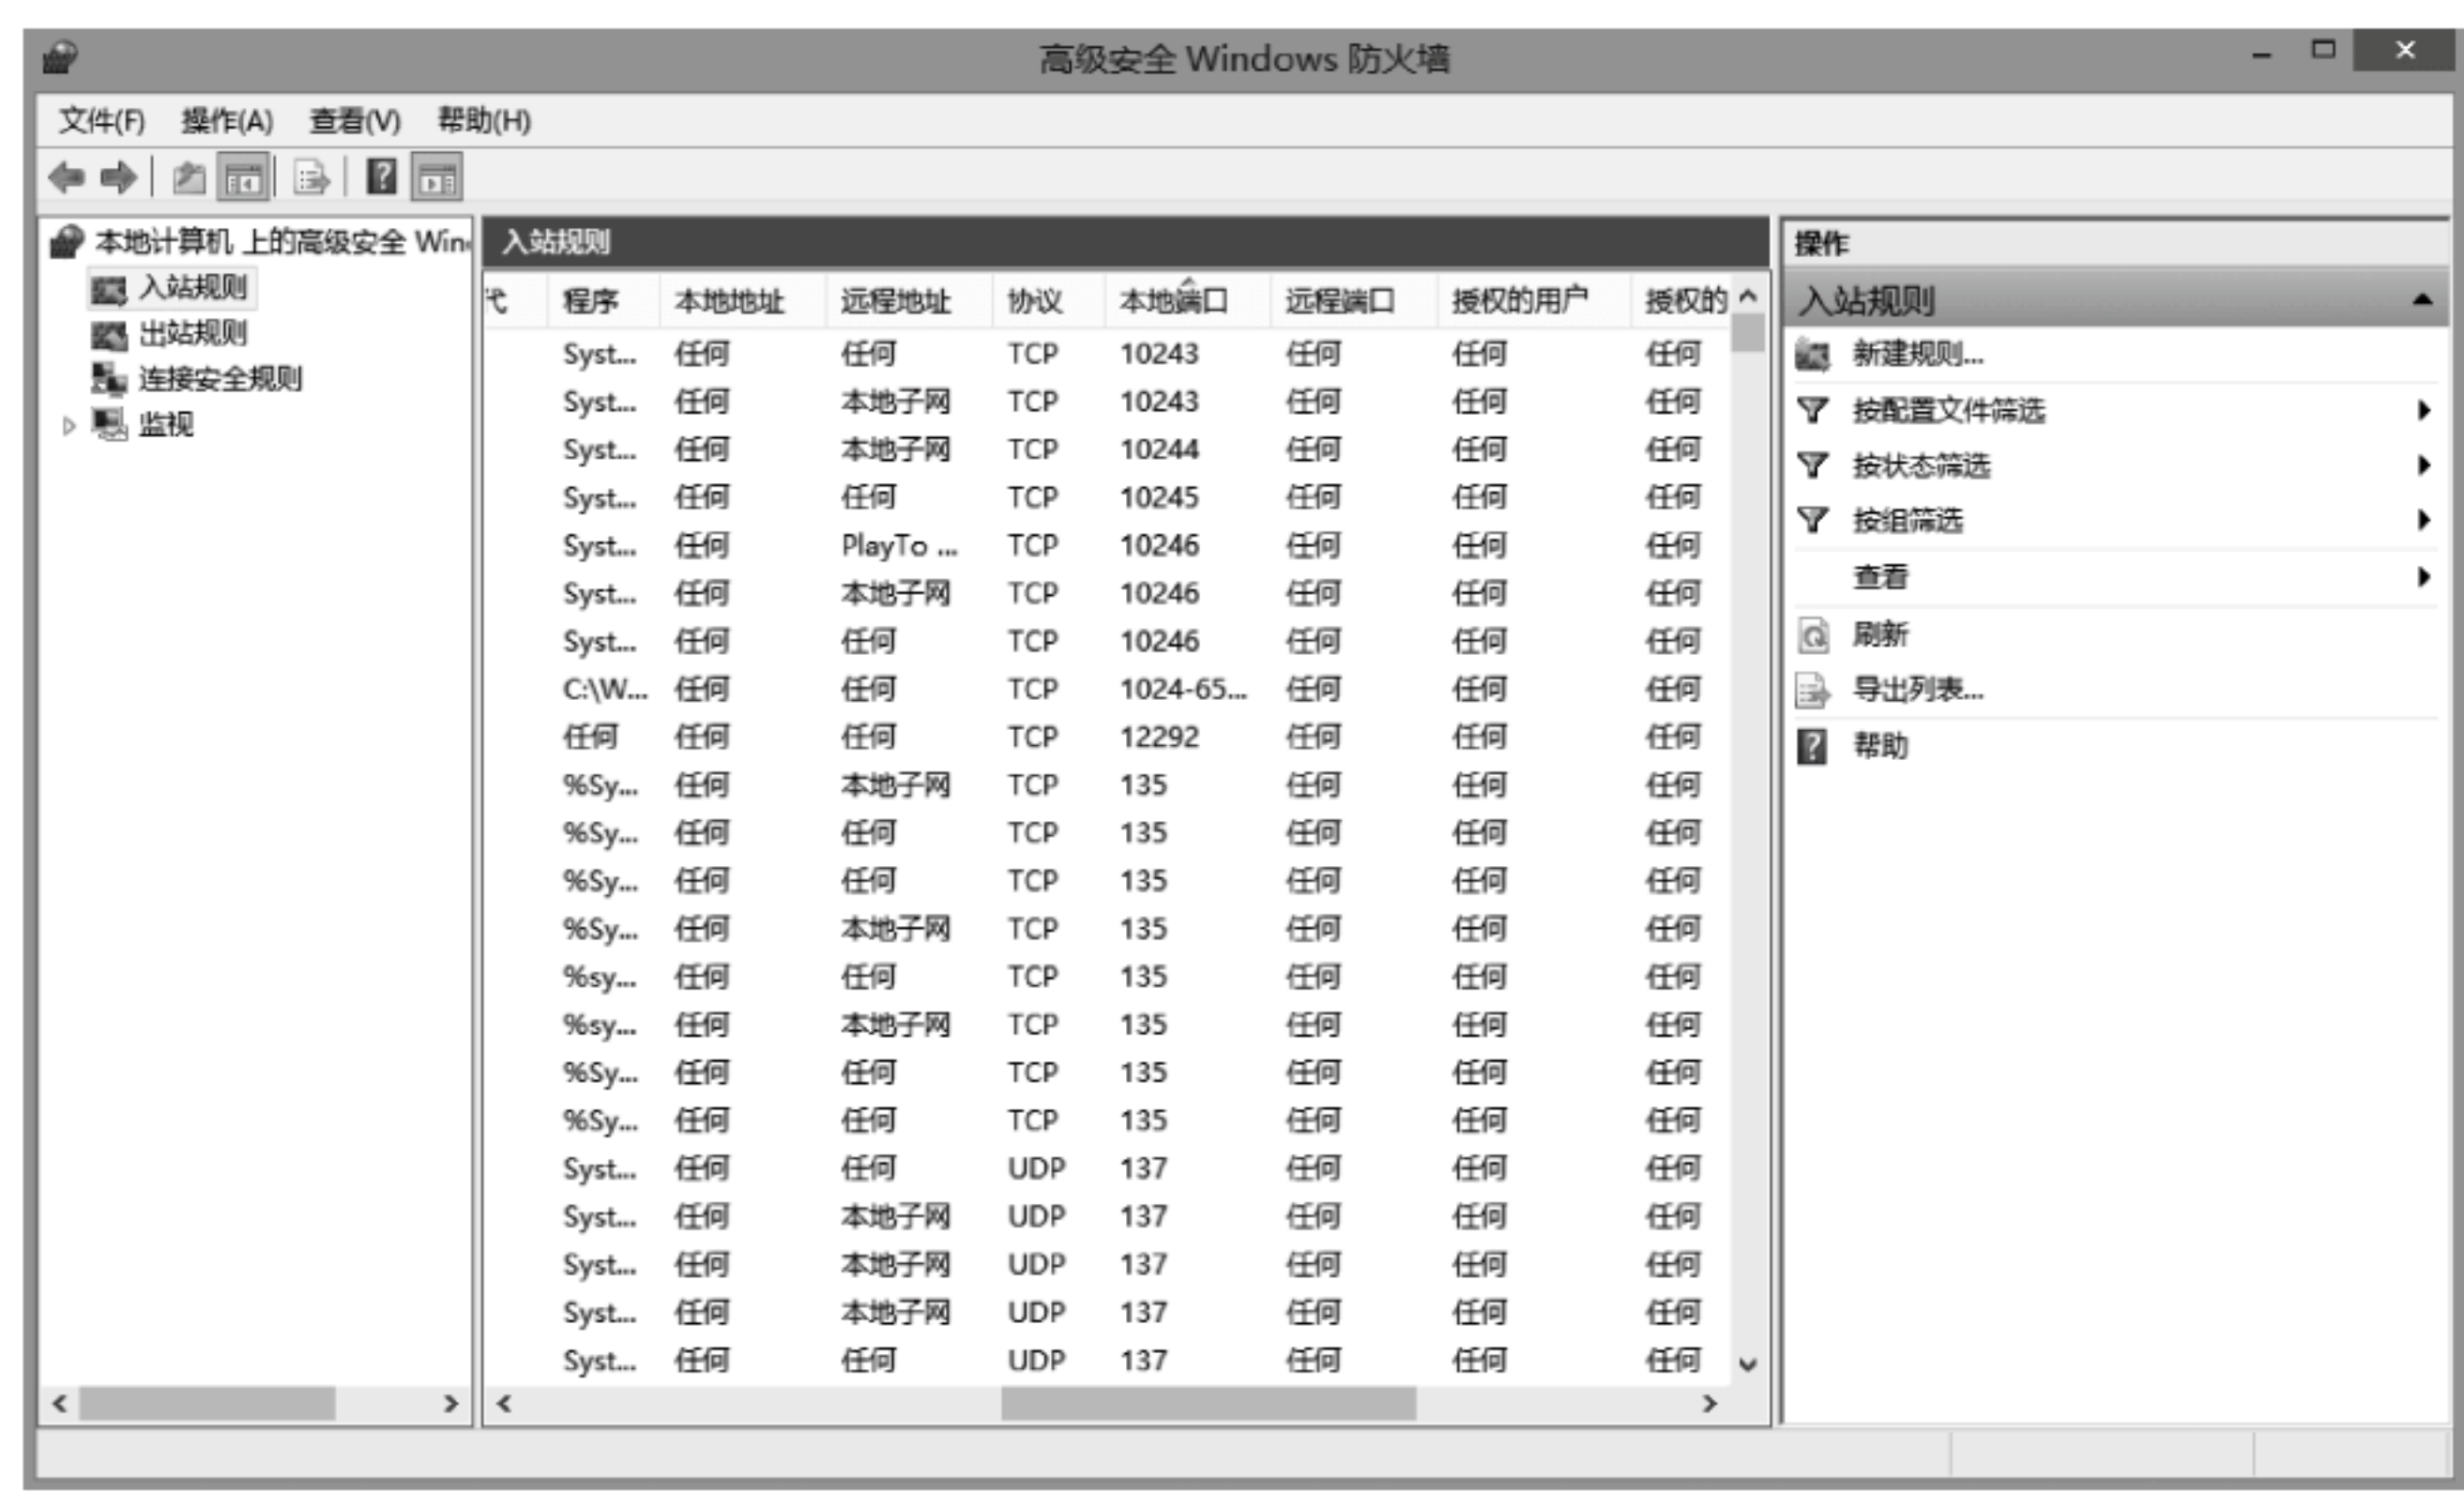 高级安全 Windows 防火墙
文件(F) 操作(A) 查看(V) 帮助(H)
本地计算机 上的高级安全 Win
入站规则
出站规则
连接安全规则
监视
入站规则
代 程序 本地地址 远程地址 协议 本地端口 远程端口 授权的用户 授权的
Syst... 任何 任何 TCP 10243 任何 任何 任何
Syst... 任何 本地子网 TCP 10243 任何 任何 任何
Syst... 任何 本地子网 TCP 10244 任何 任何 任何
Syst... 任何 任何 TCP 10245 任何 任何 任何
Syst... 任何 PlayTo ... TCP 10246 任何 任何 任何
Syst... 任何 本地子网 TCP 10246 任何 任何 任何
Syst... 任何 任何 TCP 10246 任何 任何 任何
C:\W... 任何 任何 TCP 1024-65... 任何 任何 任何
任何 任何 任何 TCP 12292 任何 任何 任何
%Sy... 任何 本地子网 TCP 135 任何 任何 任何
%Sy... 任何 任何 TCP 135 任何 任何 任何
%Sy... 任何 任何 TCP 135 任何 任何 任何
%Sy... 任何 本地子网 TCP 135 任何 任何 任何
%sy... 任何 任何 TCP 135 任何 任何 任何
%sy... 任何 本地子网 TCP 135 任何 任何 任何
%Sy... 任何 任何 TCP 135 任何 任何 任何
%Sy... 任何 任何 TCP 135 任何 任何 任何
Syst... 任何 任何 UDP 137 任何 任何 任何
Syst... 任何 本地子网 UDP 137 任何 任何 任何
Syst... 任何 本地子网 UDP 137 任何 任何 任何
Syst... 任何 本地子网 UDP 137 任何 任何 任何
Syst... 任何 任何 UDP 137 任何 任何 任何
操作
入站规则
新建规则...
按配置文件筛选
按状态筛选
按组筛选
查看
刷新
导出列表...
帮助